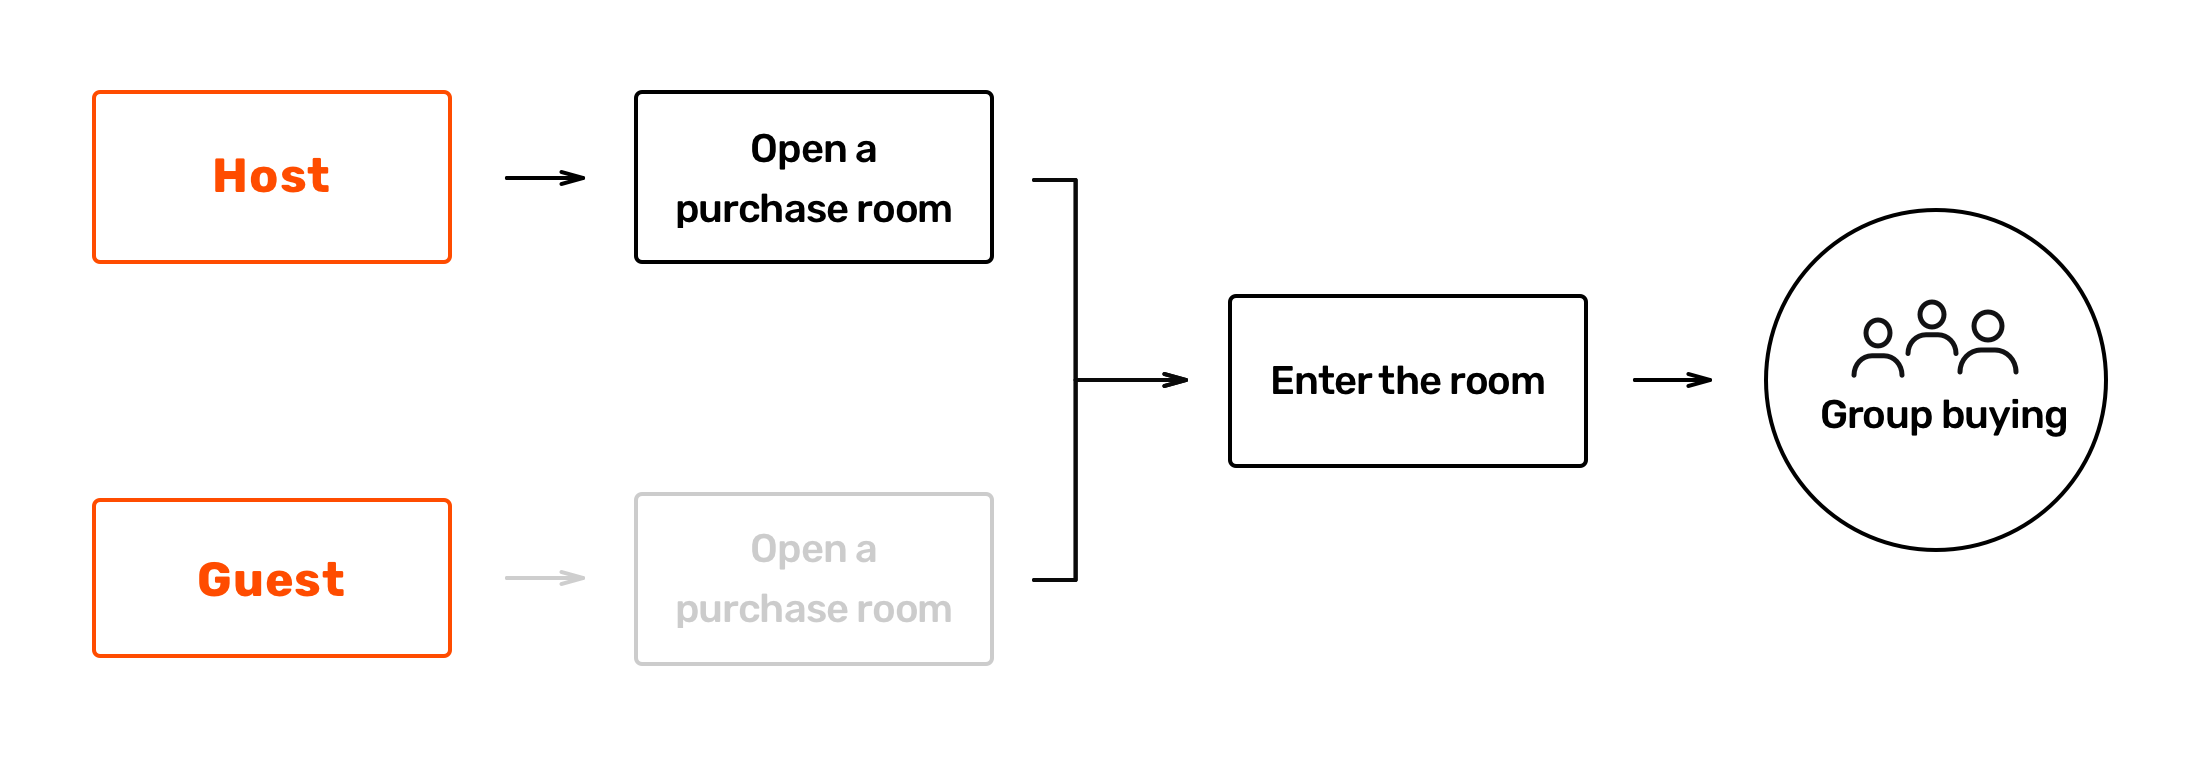 Host
Open a
purchase room
Enter the room
Group buying
Guest
Open a
purchase room